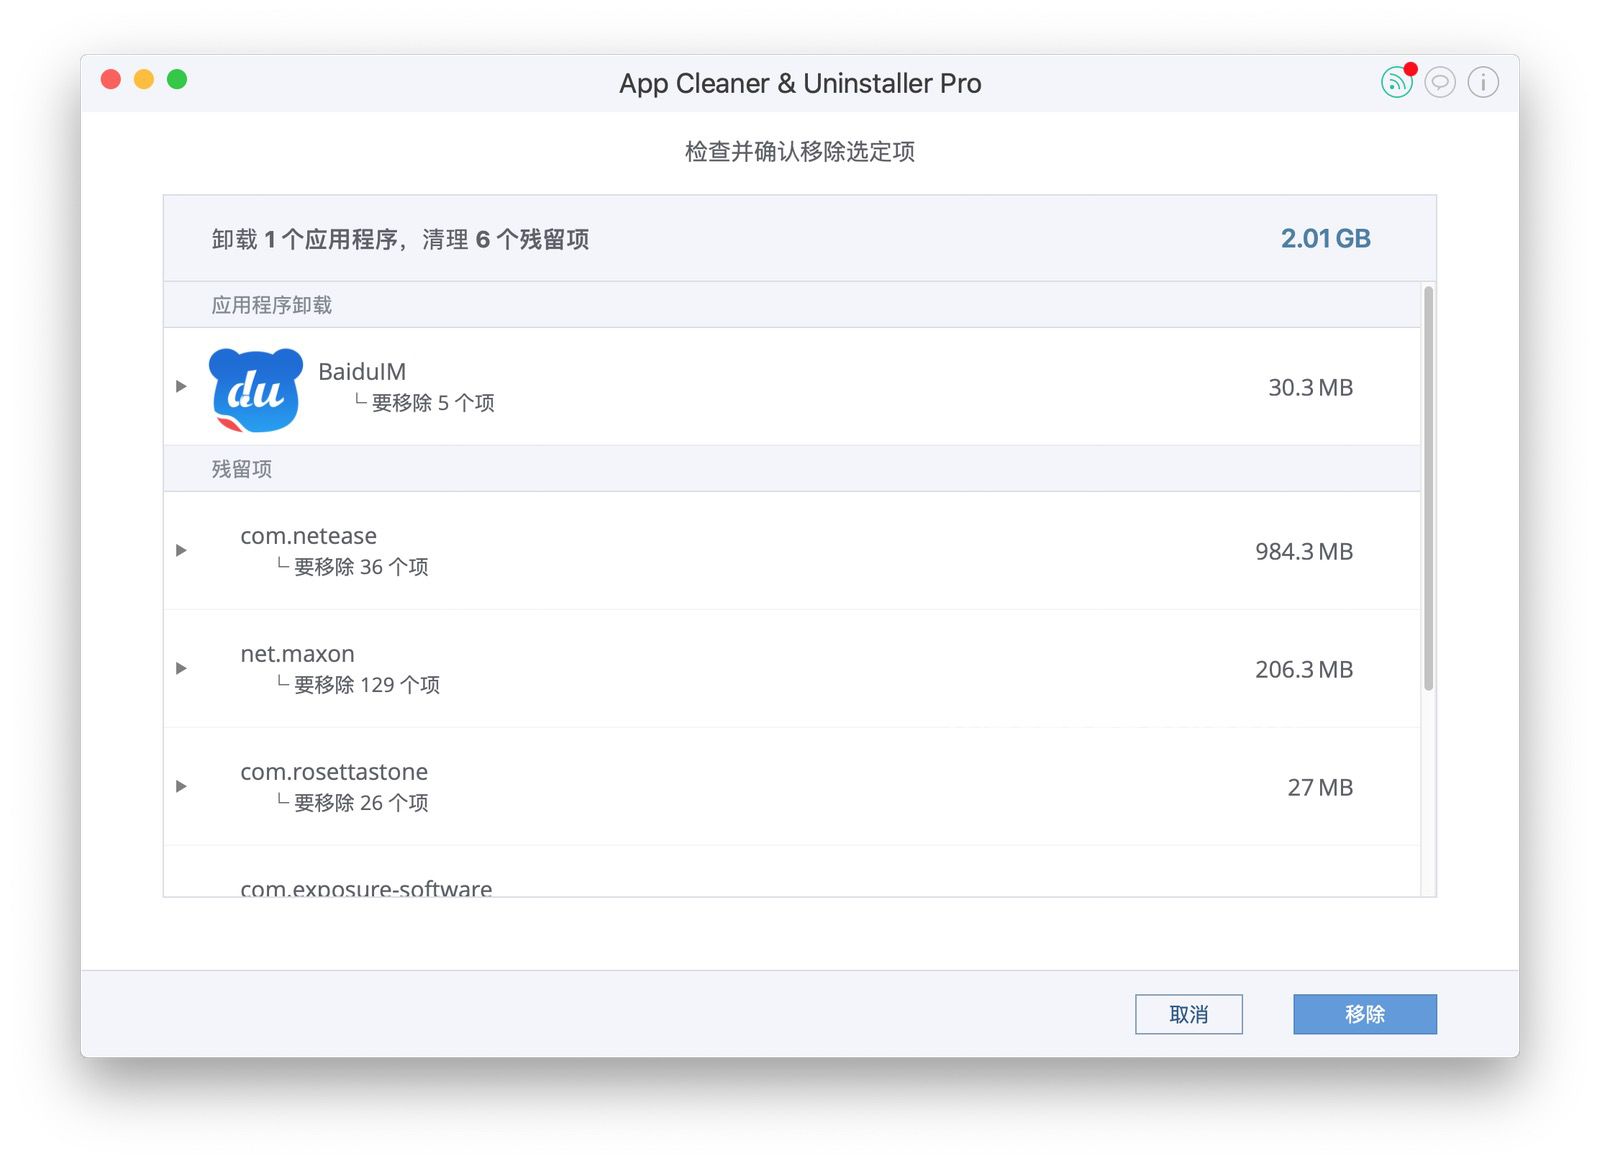 App Cleaner & Uninstaller Pro
检查并确认移除选定项
卸载 1 个应用程序，清理 6 个残留项
2.01 GB
应用程序卸载
du
BaiduIM
└ 要移除 5 个项
30.3 MB
残留项
com.netease
└ 要移除 36 个项
984.3 MB
net.maxon
└ 要移除 129 个项
206.3 MB
com.rosettastone
└ 要移除 26 个项
27 MB
com.exposure-software
取消
移除